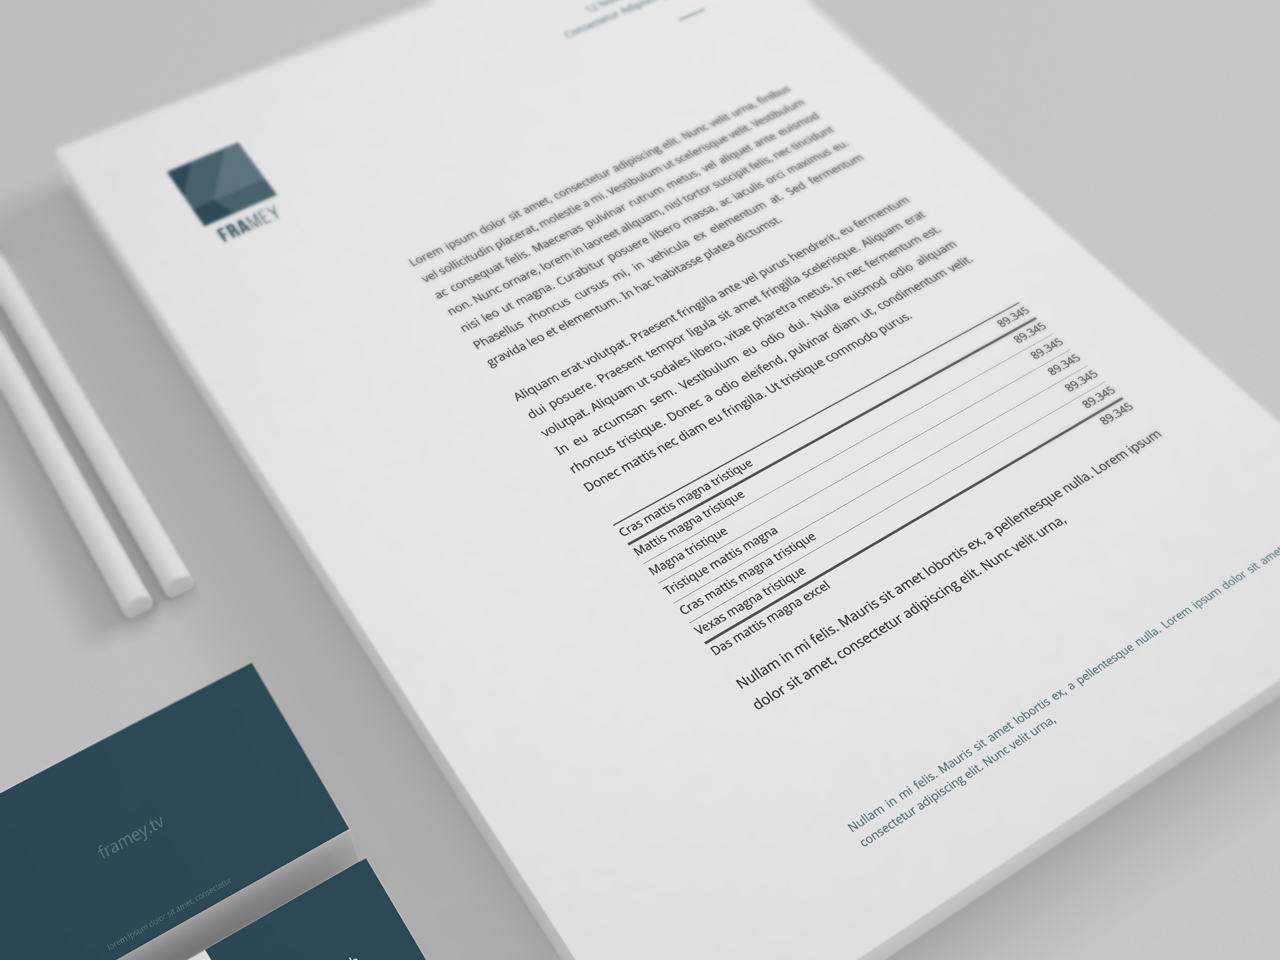 12
Consectetur Adipiscing
FRAMEY
Lorem ipsum dolor sit amet, consectetur adipiscing elit. Nunc velit urna, finibus
vel sollicitudin placerat, molestie a mi. Vestibulum ut scelerisque velit. Vestibulum
ac consequat felis. Maecenas pulvinar rutrum metus, vel aliquet ante euismod
non. Nunc ornare, lorem in laoreet aliquam, nisl tortor suscipit felis, nec tincidunt
nisi leo ut magna. Curabitur posuere libero massa, ac iaculis orci maximus eu.
Phasellus rhoncus cursus mi, in vehicula ex elementum at. Sed fermentum
gravida leo et elementum. In hac habitasse platea dictumst.
Aliquam erat volutpat. Praesent fringilla ante vel purus hendrerit, eu fermentum
dui posuere. Praesent tempor ligula sit amet fringilla scelerisque. Aliquam erat
volutpat. Aliquam ut sodales libero, vitae pharetra metus. In nec fermentum est.
In eu accumsan sem. Vestibulum eu odio dui. Nulla euismod odio aliquam
rhoncus tristique. Donec a odio eleifend, pulvinar diam ut, condimentum velit.
Donec mattis nec diam eu fringilla. Ut tristique commodo purus.
Cras mattis magna tristique 89.345
Mattis magna tristique 89.345
Magna tristique 89.345
Tristique mattis magna 89.345
Cras mattis magna tristique 89.345
Vexas magna tristique 89.345
Das mattis magna excel 89.345
Nullam in mi felis. Mauris sit amet lobortis ex, a pellentesque nulla. Lorem ipsum
dolor sit amet, consectetur adipiscing elit. Nunc velit urna,
Nullam in mi felis. Mauris sit amet lobortis ex, a pellentesque nulla. Lorem ipsum dolor sit amet
consectetur adipiscing elit. Nunc velit urna,
framey.tv
lorem ipsum dolor sit amet, consectetur